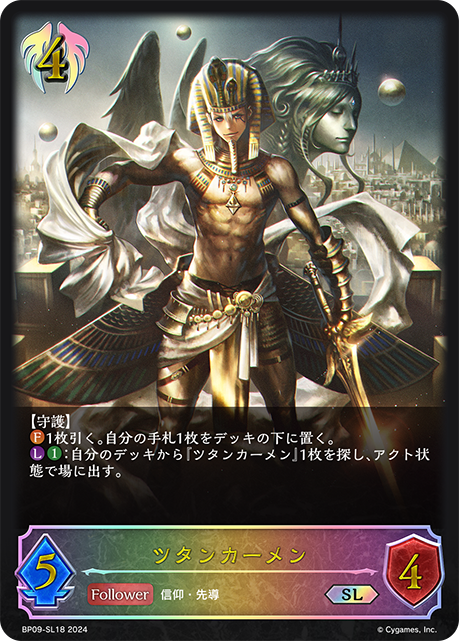 4
【守護】
F 1枚引く。自分の手札1枚をデッキの下に置く。
L 1:自分のデッキから『ツタンカーメン』1枚を探し、アクト状
態で場に出す。
ツタンカーメン
5
4
Follower 信仰・先導
SL
BP09-SL18 2024
© Cygames, Inc.